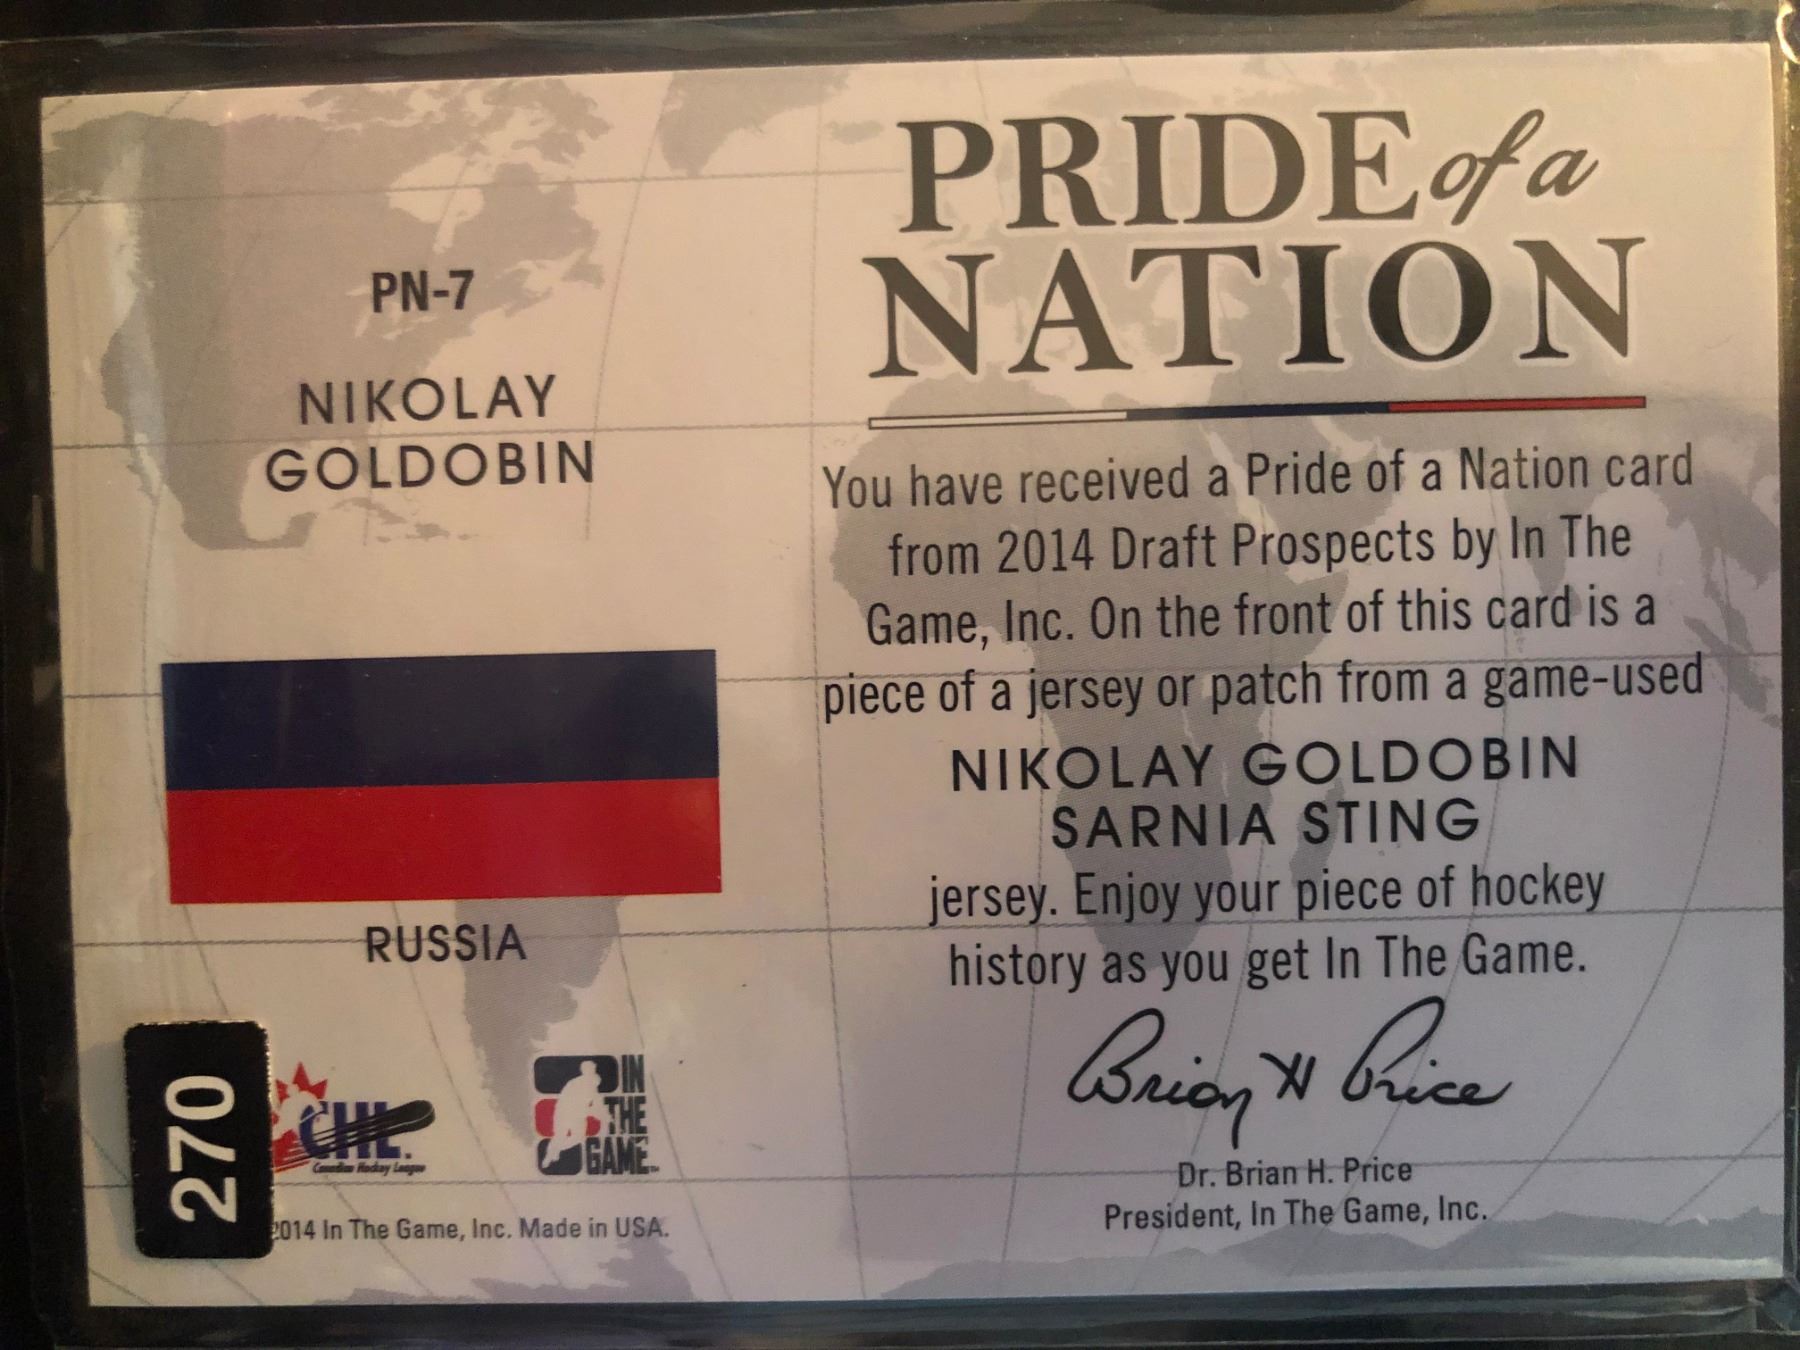 PN-7
NIKOLAY
GOLDOBIN
RUSSIA
270
CHL.
Canadian Hockey League
IN
THE
GAME
2014 In The Game, Inc. Made in USA.
PRIDE of a
NATION
You have received a Pride of a Nation card
from 2014 Draft Prospects by In The
Game, Inc. On the front of this card is a
piece of a jersey or patch from a game-used
NIKOLAY GOLDOBIN
SARNIA STING
jersey. Enjoy your piece of hockey
history as you get In The Game.
Brian H Price
Dr. Brian H. Price
President, In The Game, Inc.